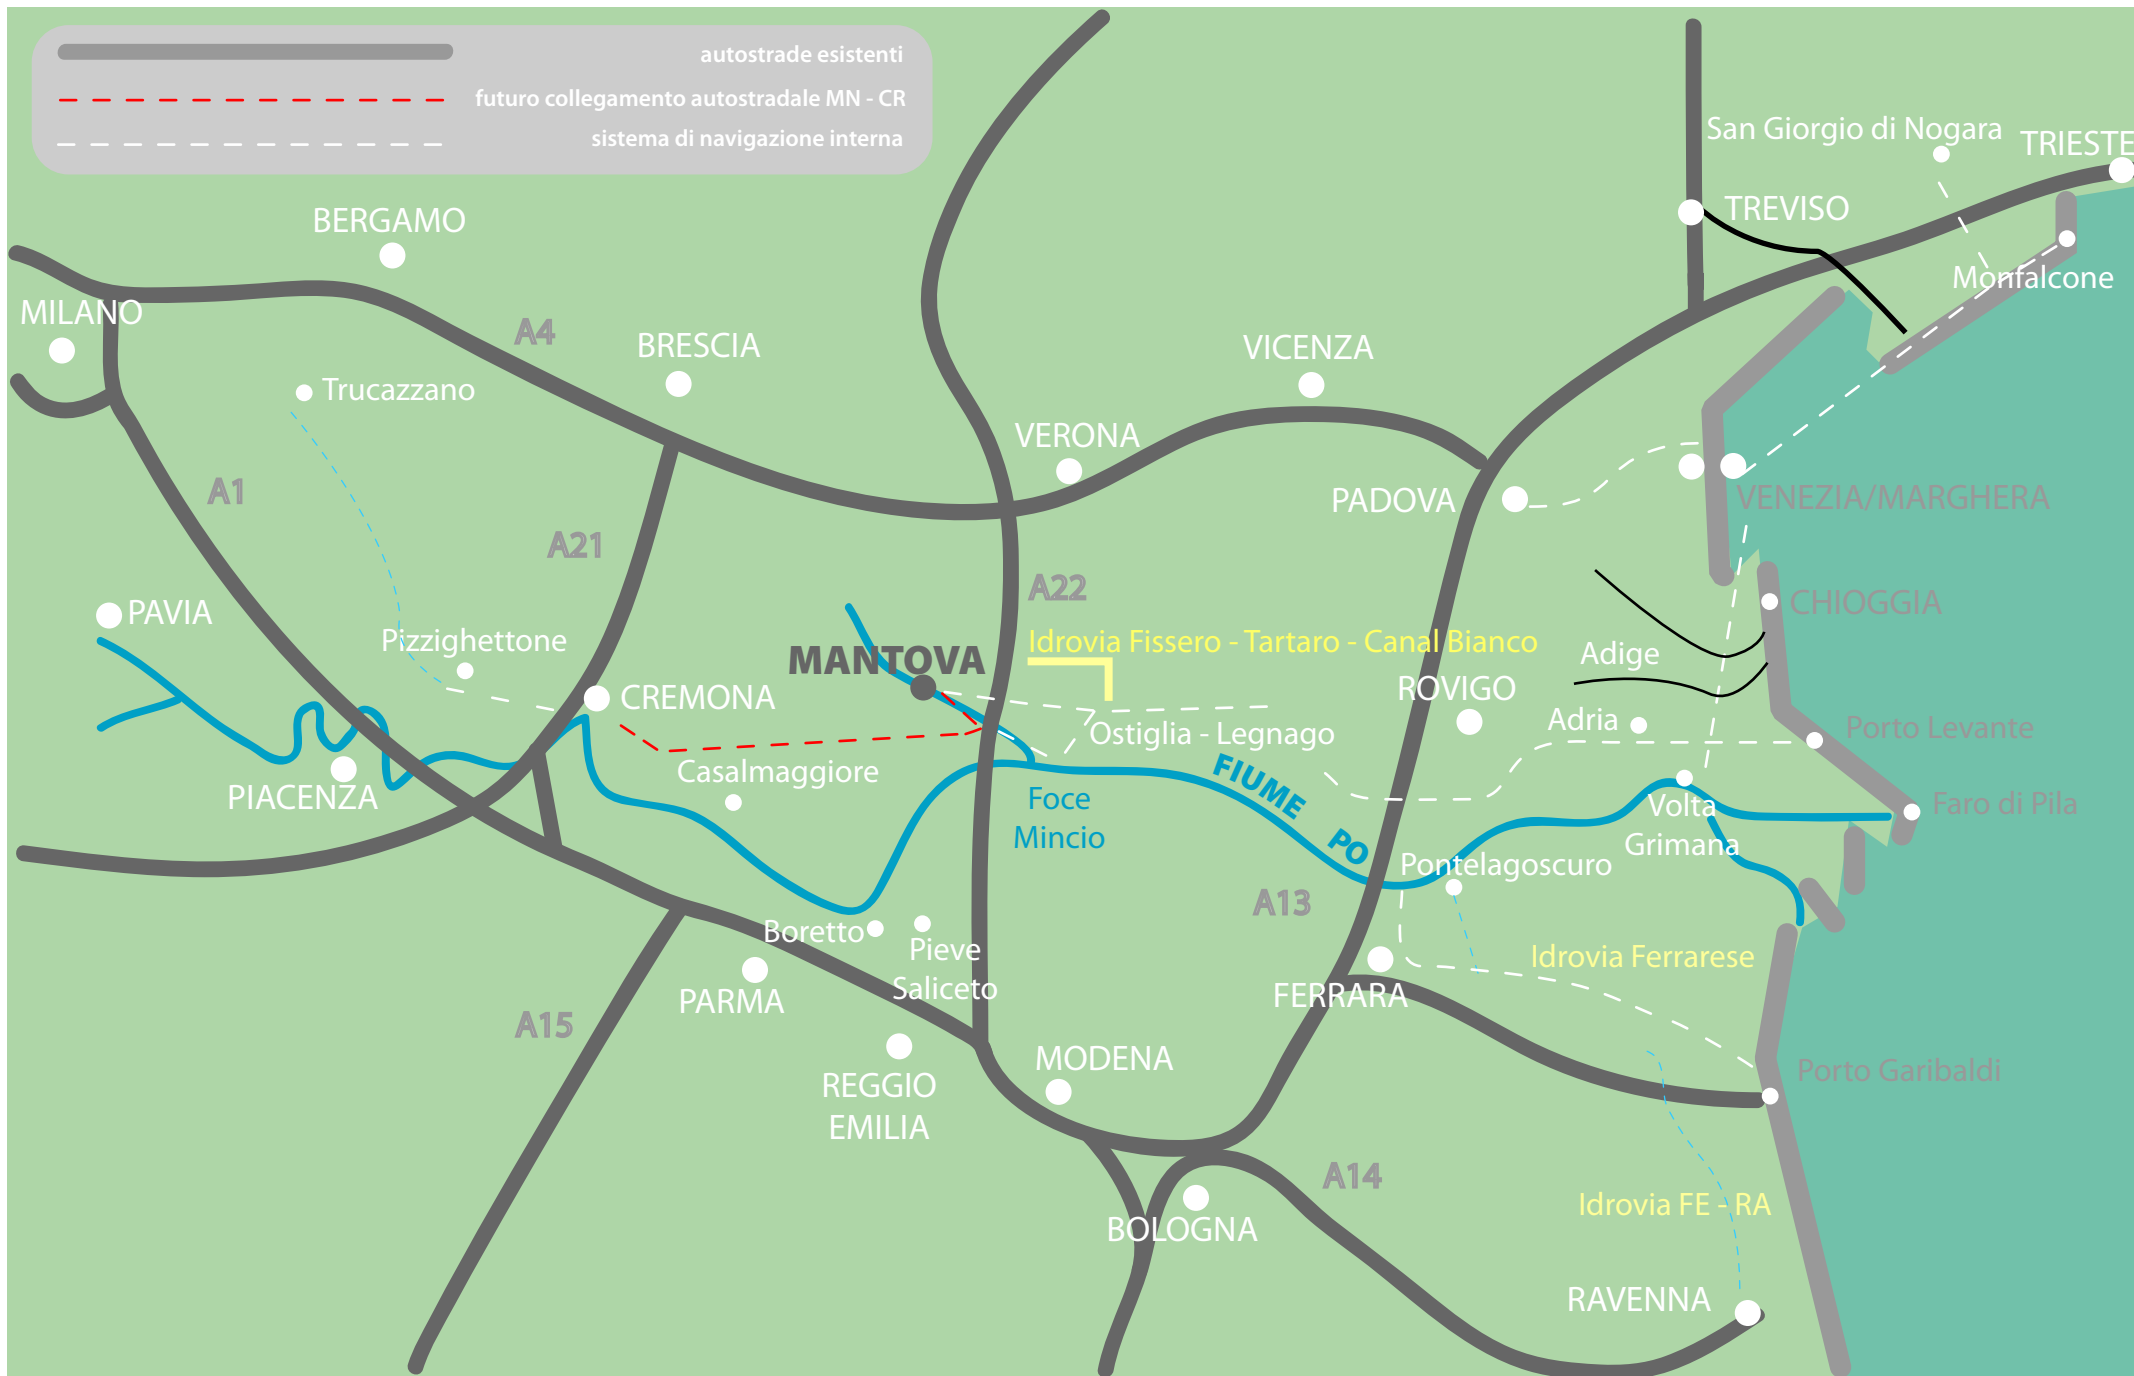 autostrade esistenti
futuro collegamento autostradale MN - CR
sistema di navigazione interna
San Giorgio di Nogara
TRIESTE
TREVISO
BERGAMO
Monfalcone
MILANO
A4
BRESCIA
VICENZA
Trucazzano
VERONA
A1
PADOVA
VENEZIA/MARGHERA
A21
A22
CHIOGGIA
PAVIA
Pizzighettone
Idrovia Fissero - Tartaro - Canal Bianco
Adige
MANTOVA
CREMONA
ROVIGO
Adria
Porto Levante
Ostiglia - Legnago
Casalmaggiore
FIUME PO
PIACENZA
Foce
Mincio
Volta
Grimana
Faro di Pila
Pontelagoscuro
A13
Boretto
Pieve
Saliceto
Idrovia Ferrarese
PARMA
FERRARA
A15
MODENA
Porto Garibaldi
REGGIO
EMILIA
A14
Idrovia FE - RA
BOLOGNA
RAVENNA